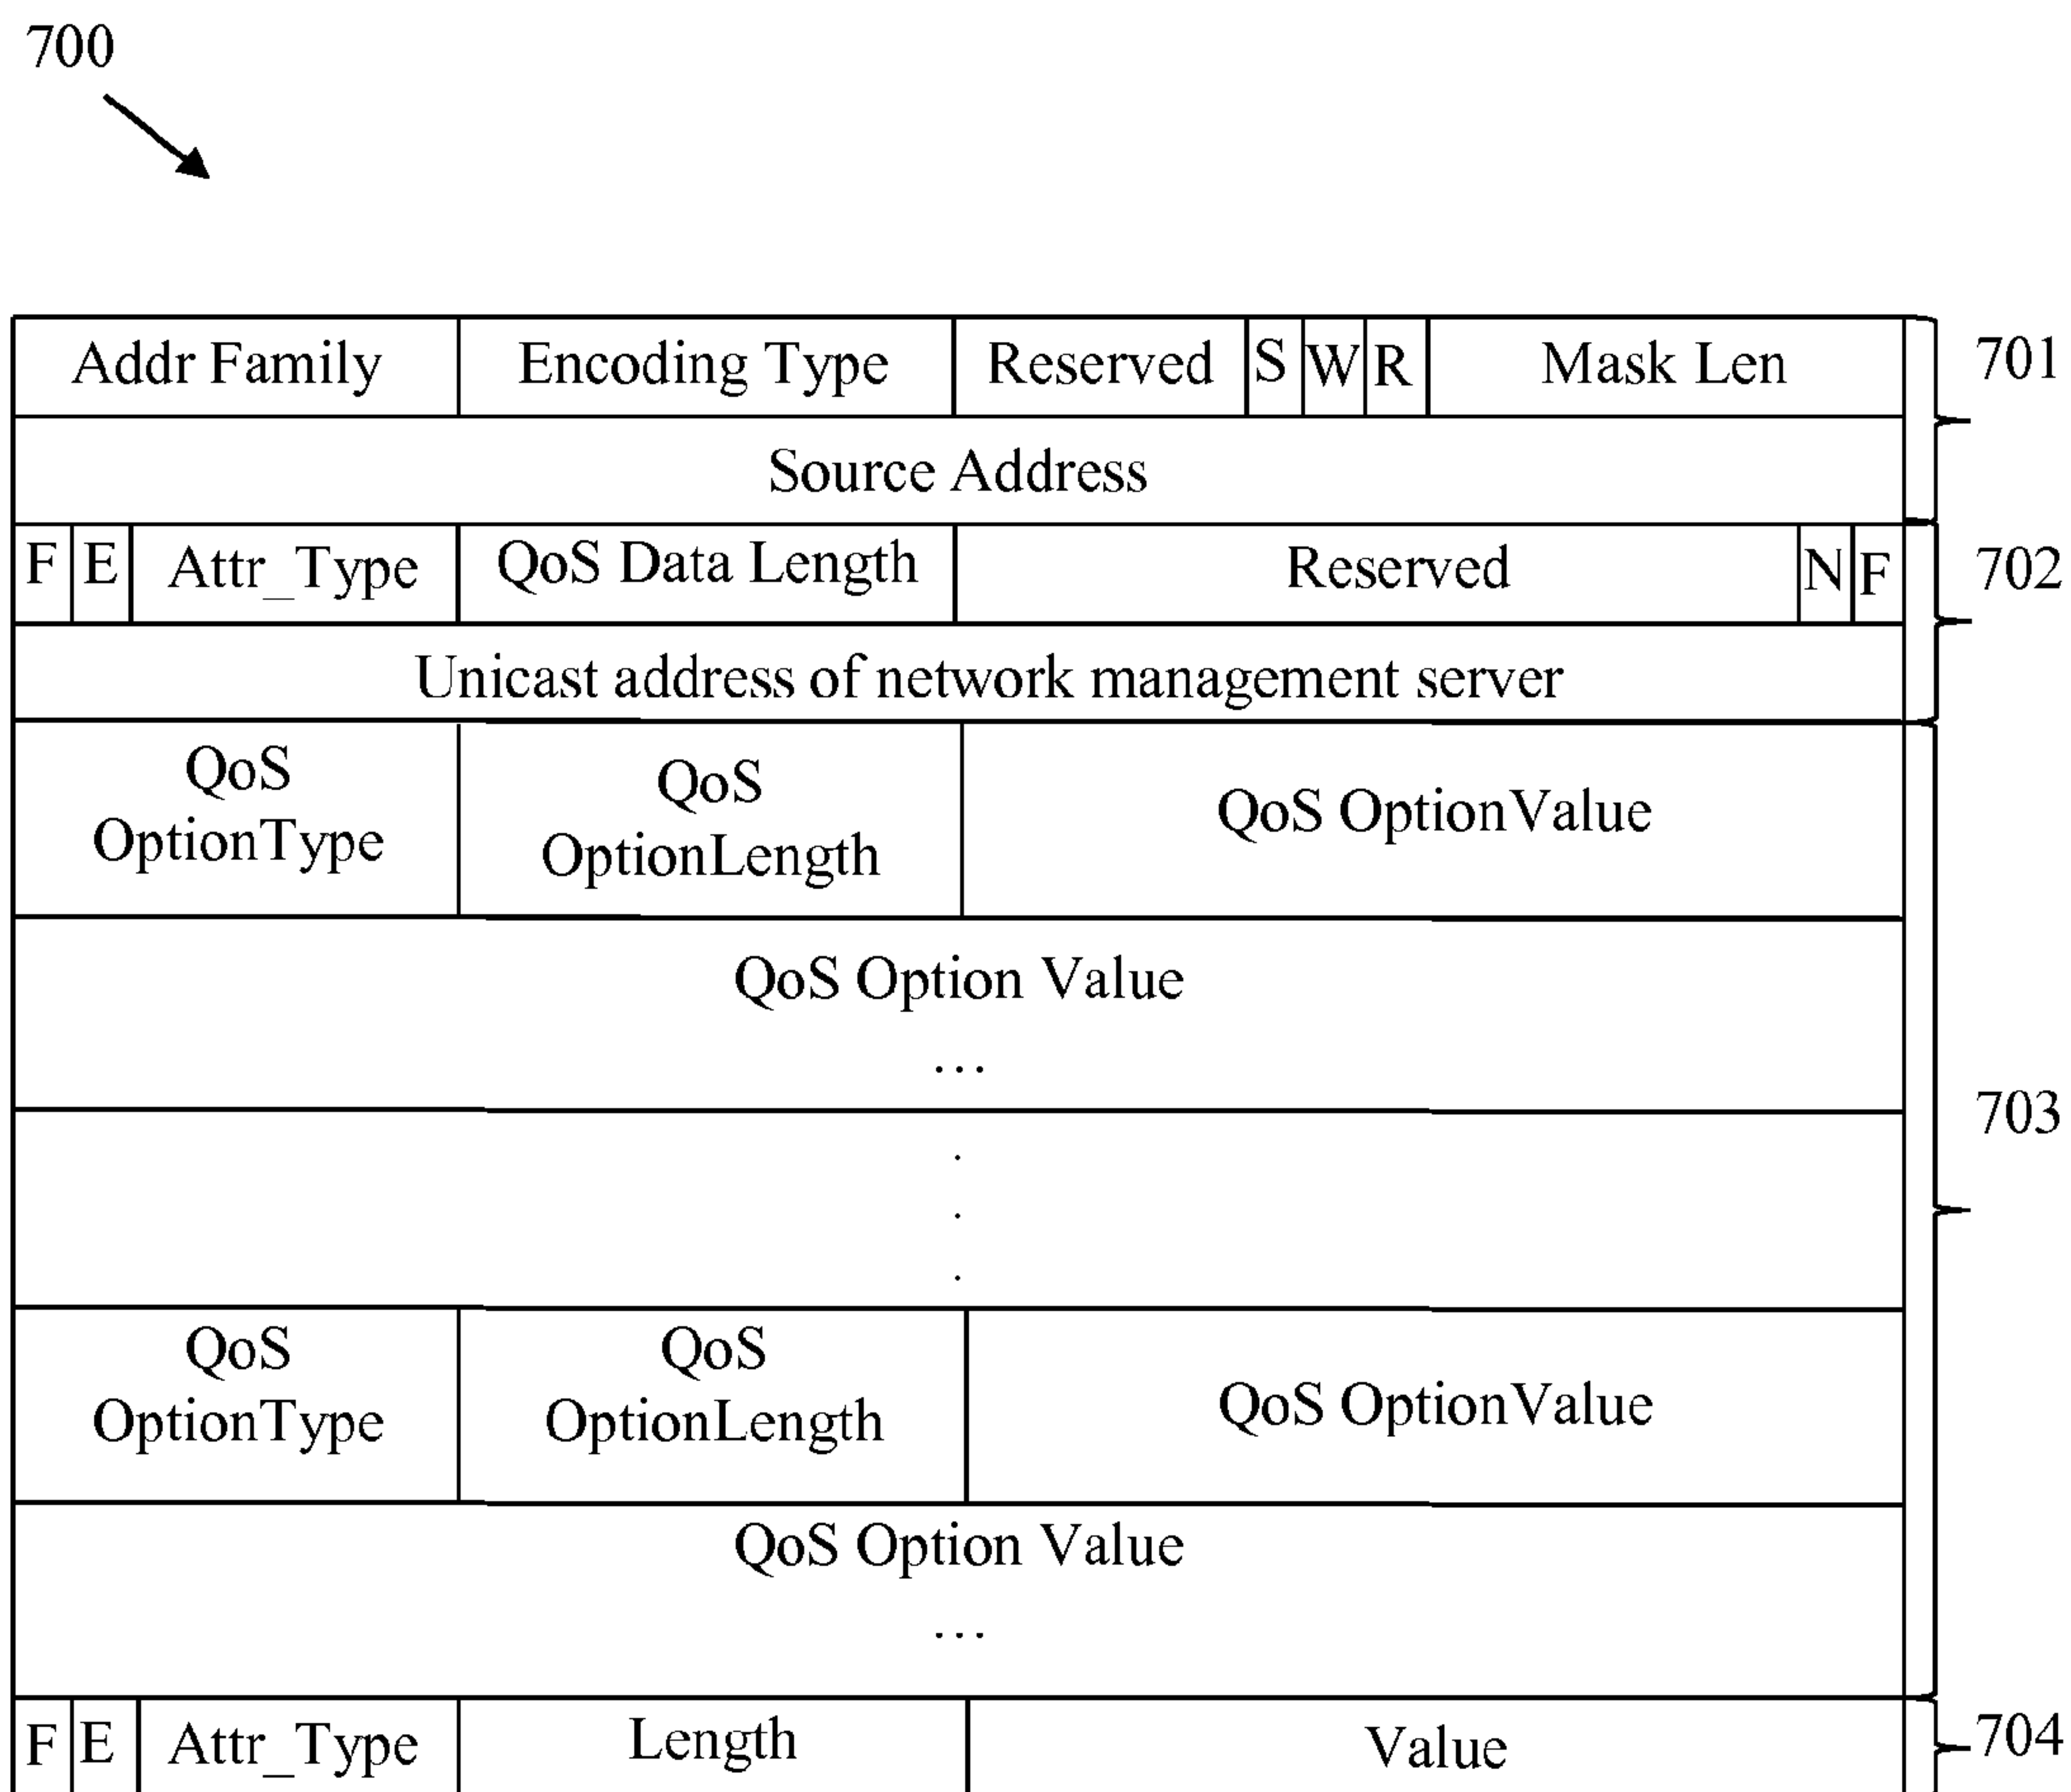 700
Addr Family Encoding Type Reserved S W R Mask Len 701
Source Address
F E Attr_Type QoS Data Length Reserved N F 702
Unicast address of network management server
QoS OptionType QoS OptionLength QoS OptionValue
QoS Option Value
...
703
.
.
.
QoS OptionType QoS OptionLength QoS OptionValue
QoS Option Value
...
F E Attr_Type Length Value 704